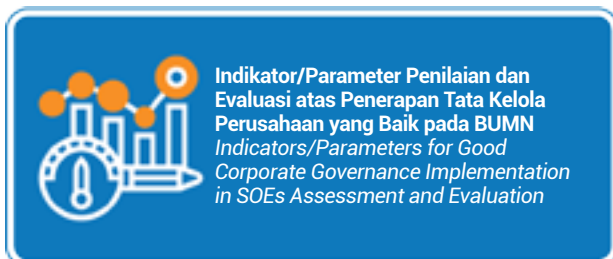 Indikator/Parameter Penilaian dan
Evaluasi atas Penerapan Tata Kelola
Perusahaan yang Baik pada BUMN
Indicators/Parameters for Good
Corporate Governance Implementation
in SOEs Assessment and Evaluation